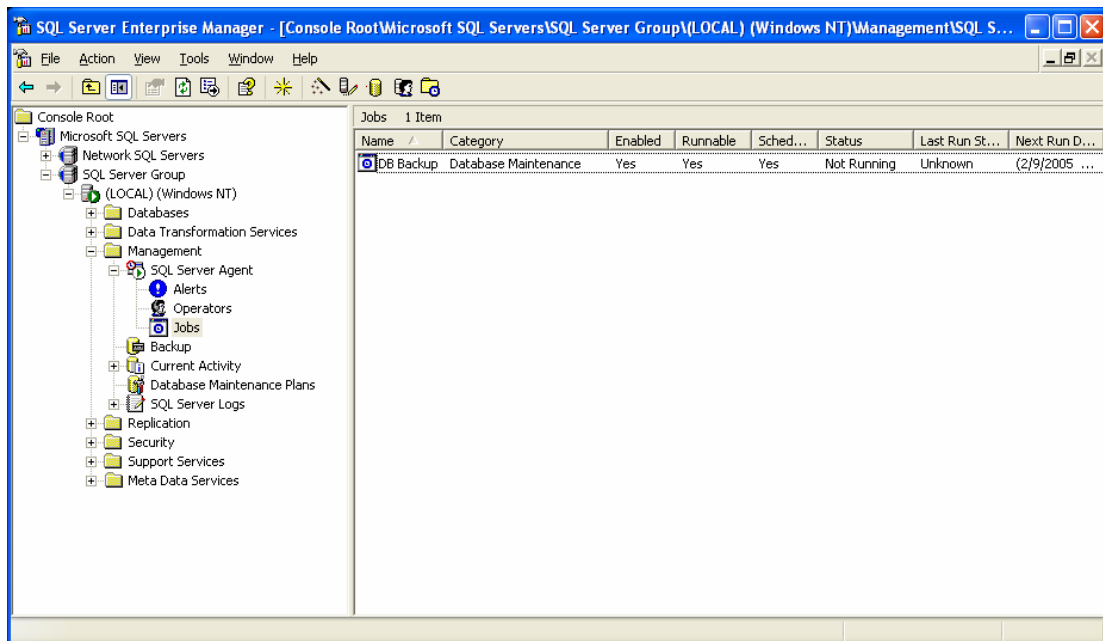 SQL Server Enterprise Manager - [Console Root\Microsoft SQL Servers\SQL Server Group\(LOCAL) (Windows NT)\Management\SQL S...
File Action View Tools Window Help
Console Root
Microsoft SQL Servers
Network SQL Servers
SQL Server Group
(LOCAL) (Windows NT)
Databases
Data Transformation Services
Management
SQL Server Agent
Alerts
Operators
Jobs
Backup
Current Activity
Database Maintenance Plans
SQL Server Logs
Replication
Security
Support Services
Meta Data Services
Jobs 1 Item
Name Category Enabled Runnable Sched... Status Last Run St... Next Run D...
DB Backup Database Maintenance Yes Yes Yes Not Running Unknown (2/9/2005 ...